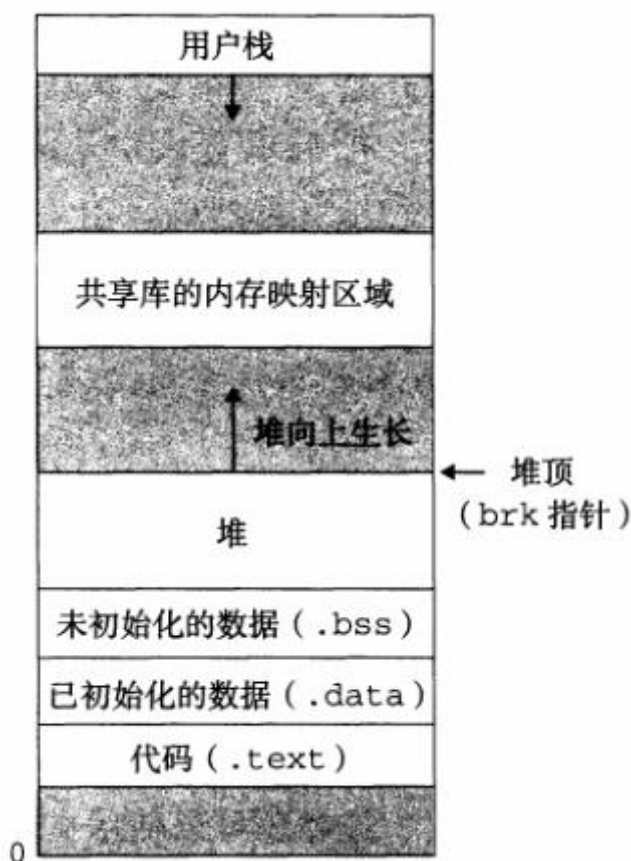 用户栈
共享库的内存映射区域
堆向上生长
堆顶
（brk 指针）
堆
未初始化的数据（.bss）
已初始化的数据（.data）
代码（.text）
0